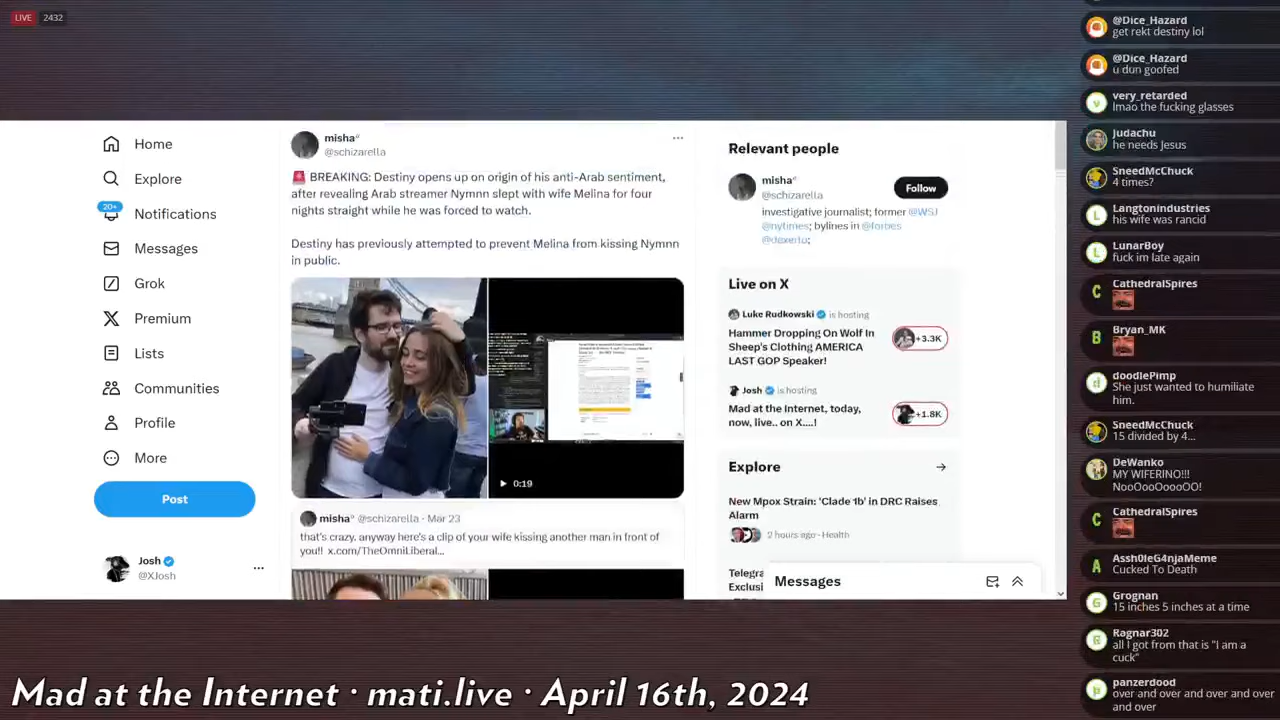 LIVE 2432
Home
Explore
20+
Notifications
Messages
Grok
Premium
Lists
Communities
Profile
More
Post
Josh
@XJosh
misha
@schizarella
🚨 BREAKING: Destiny opens up on origin of his anti-Arab sentiment,
after revealing Arab streamer Nymnn slept with wife Melina for four
nights straight while he was forced to watch.
Destiny has previously attempted to prevent Melina from kissing Nymnn
in public.
0:19
misha @schizarella · Mar 23
that's crazy. anyway here's a clip of your wife kissing another man in front of
you!! x.com/TheOmniLiberal...
Relevant people
misha
@schizarella
Follow
investigative journalist; former @WSJ
@nytimes; bylines in @forbes
@dexerto;
Live on X
Luke Rudkowski is hosting
Hammer Dropping On Wolf In
Sheep's Clothing AMERICA
LAST GOP Speaker!
+3.3K
Josh is hosting
Mad at the Internet, today,
now, live.. on X....!
+1.8K
Explore
New Mpox Strain: 'Clade 1b' in DRC Raises
Alarm
2 hours ago · Health
Telegra
Exclusi
Messages
@Dice_Hazard
get rekt destiny lol
@Dice_Hazard
u dun goofed
very_retarded
lmao the fucking glasses
Judachu
he needs Jesus
SneedMcChuck
4 times?
Langtonindustries
his wife was rancid
LunarBoy
fuck im late again
CathedralSpires
Bryan_MK
doodlePimp
She just wanted to humiliate
him.
SneedMcChuck
15 divided by 4...
DeWanko
MY WIFERINO!!!
NooOooOoooOO!
CathedralSpires
Assh0leG4njaMeme
Cucked To Death
Grognan
15 inches 5 inches at a time
Ragnar302
all I got from that is "I am a
cuck"
panzerdood
over and over and over and over
and over
Mad at the Internet · mati.live · April 16th, 2024